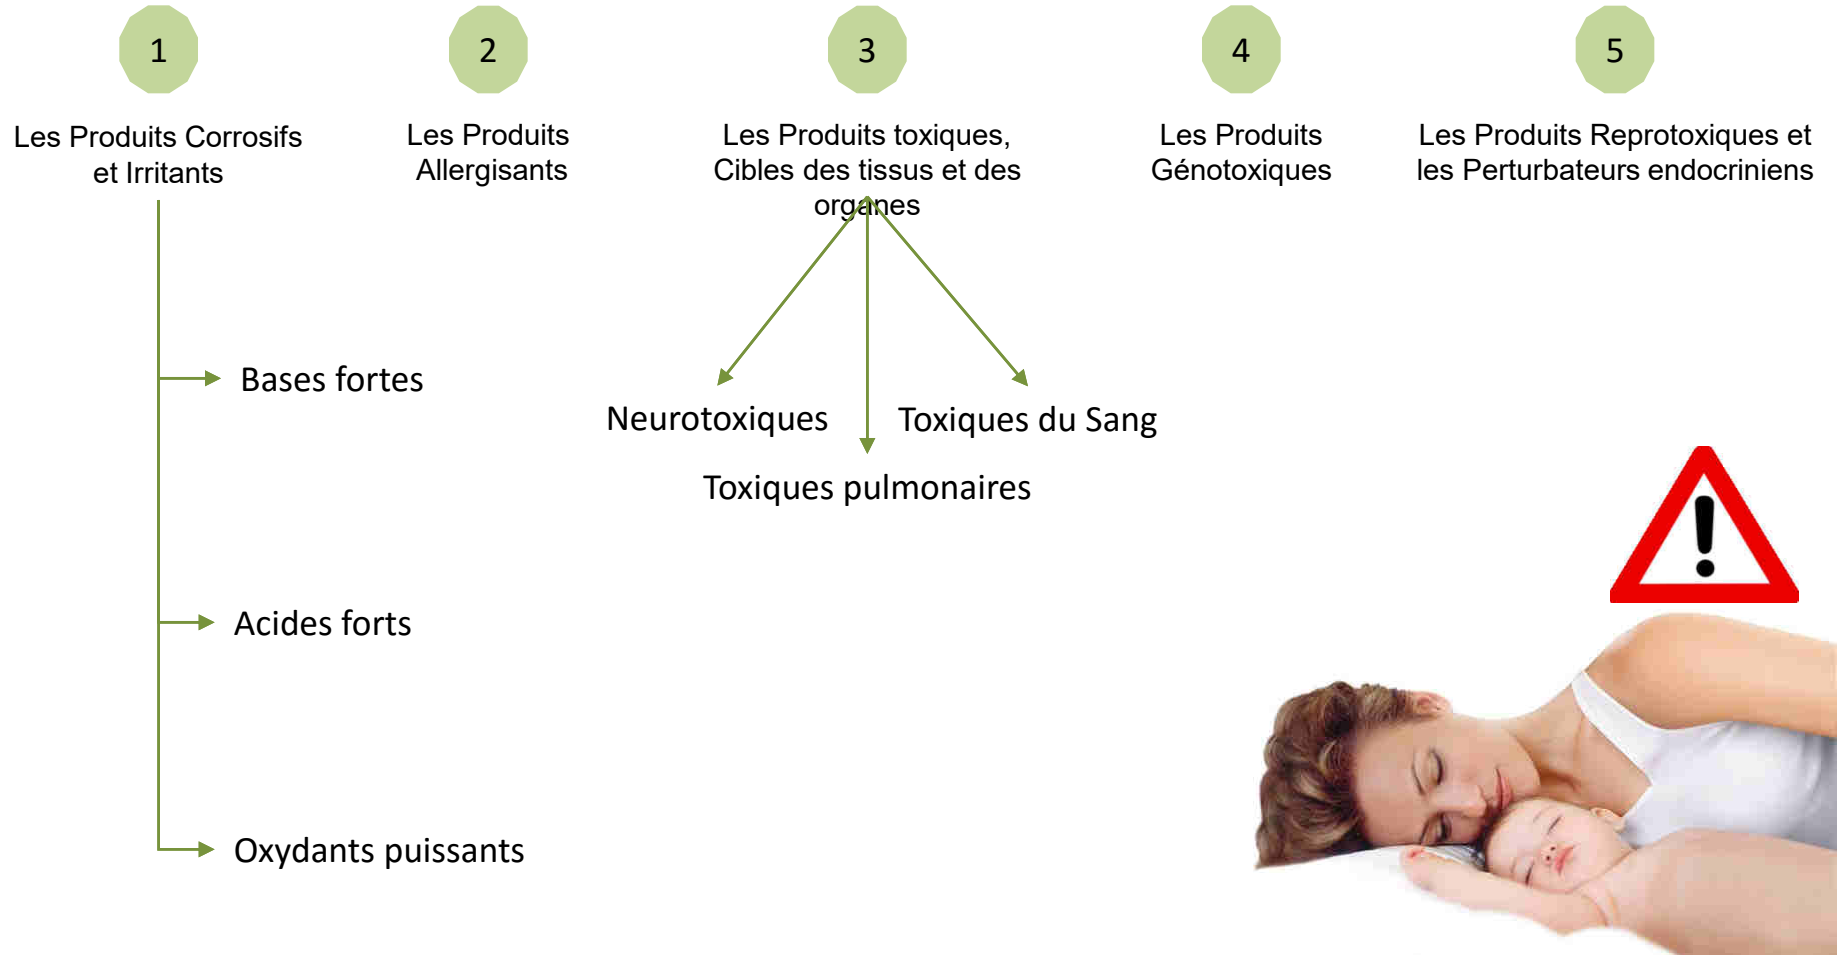 1
2
3
4
5
Les Produits Corrosifs
et Irritants
Les Produits
Allergisants
Les Produits toxiques,
Cibles des tissus et des
organes
Les Produits
Génotoxiques
Les Produits Reprotoxiques et
les Perturbateurs endocriniens
Bases fortes
Acides forts
Oxydants puissants
Neurotoxiques
Toxiques du Sang
Toxiques pulmonaires
!